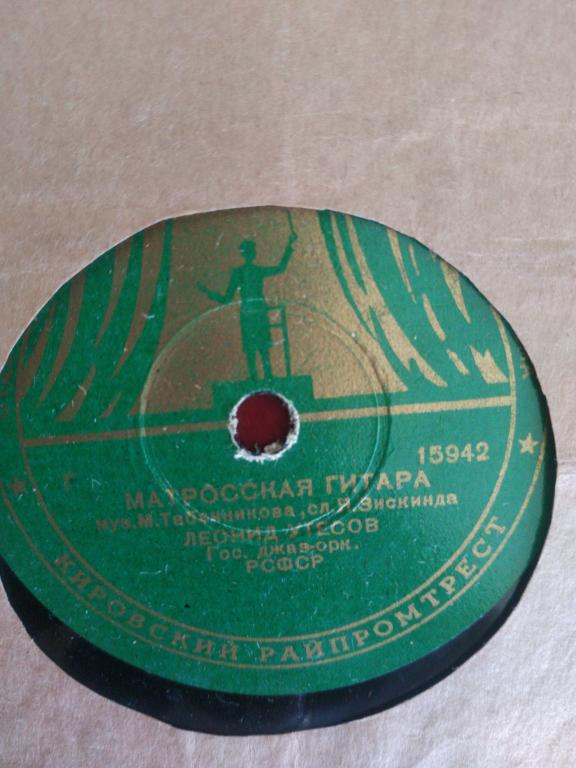 Г 15942
МАТРОССКАЯ ГИТАРА
муз. М. Табачникова, сл. Я. Зискинда
ЛЕОНИД УТЕСОВ
Гос. джаз-орк.
РСФСР
КИРОВСКИЙ РАЙПРОМТРЕСТ